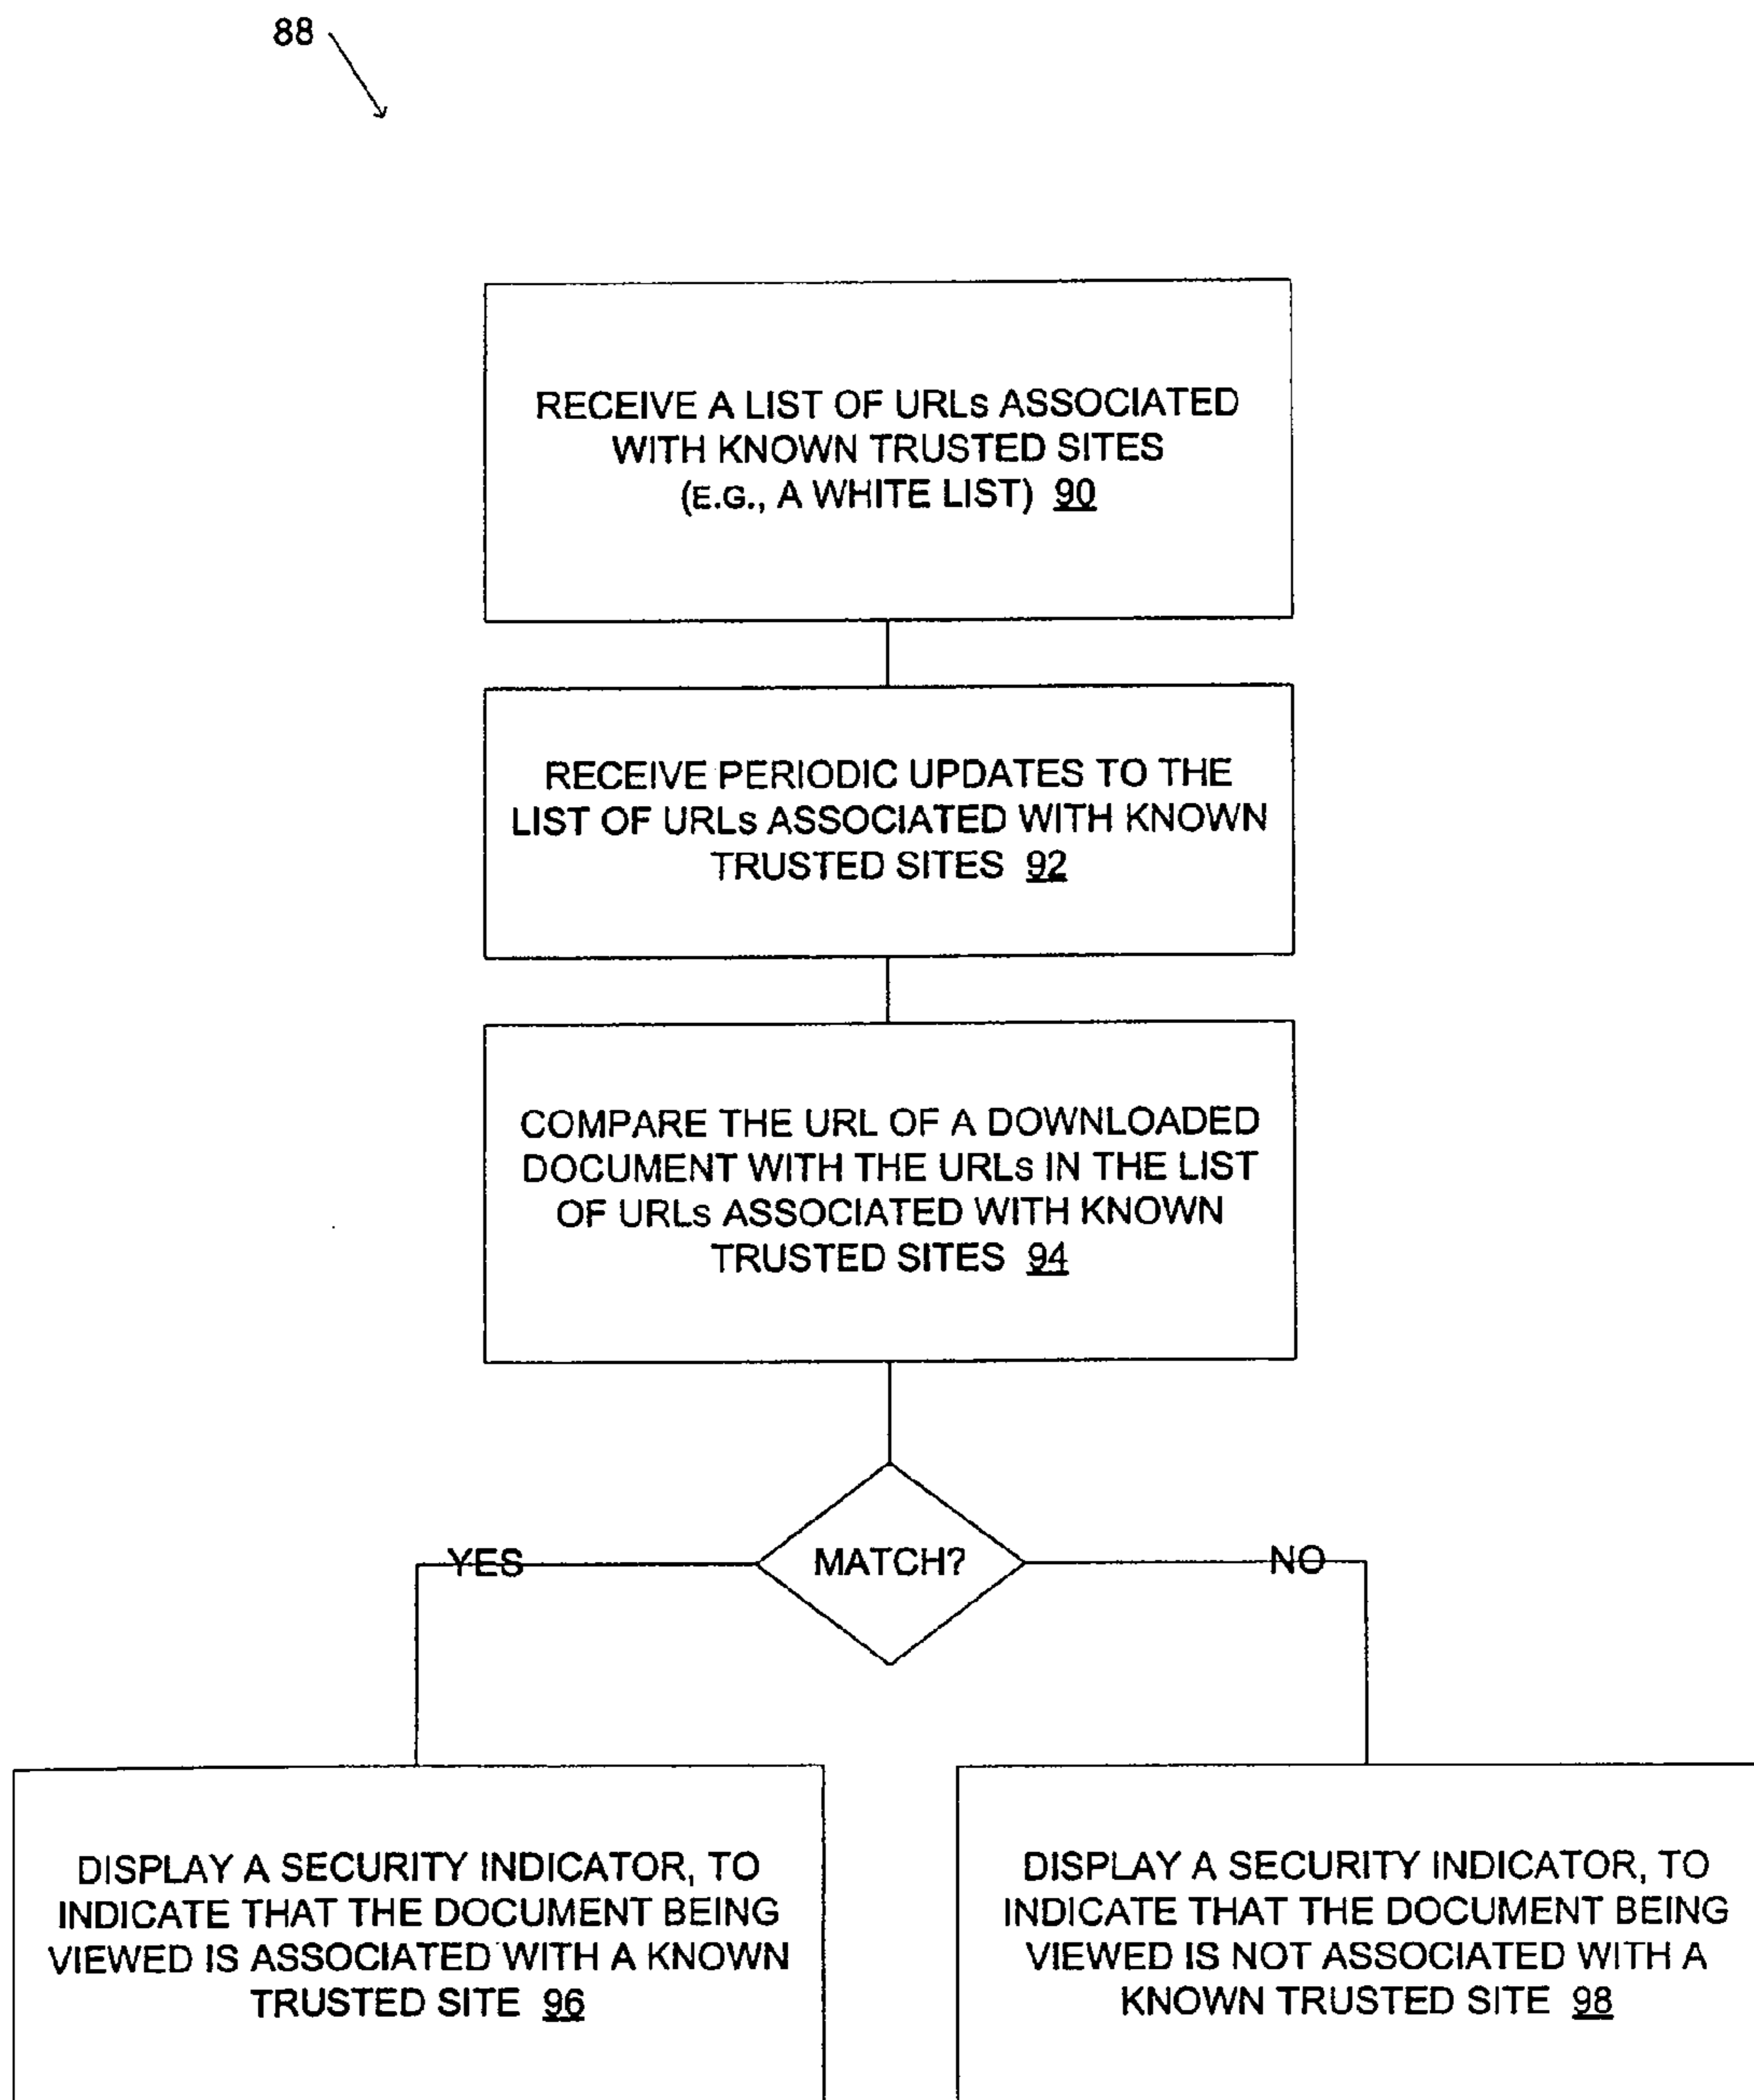 88
RECEIVE A LIST OF URLs ASSOCIATED
WITH KNOWN TRUSTED SITES
(E.G., A WHITE LIST) 90
RECEIVE PERIODIC UPDATES TO THE
LIST OF URLs ASSOCIATED WITH KNOWN
TRUSTED SITES 92
COMPARE THE URL OF A DOWNLOADED
DOCUMENT WITH THE URLs IN THE LIST
OF URLs ASSOCIATED WITH KNOWN
TRUSTED SITES 94
YES
MATCH?
NO
DISPLAY A SECURITY INDICATOR, TO
INDICATE THAT THE DOCUMENT BEING
VIEWED IS ASSOCIATED WITH A KNOWN
TRUSTED SITE 96
DISPLAY A SECURITY INDICATOR, TO
INDICATE THAT THE DOCUMENT BEING
VIEWED IS NOT ASSOCIATED WITH A
KNOWN TRUSTED SITE 98